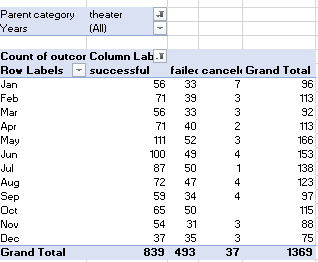 Parent category theater
Years (All)
Count of outcor Column Lab
Row Labels successful failed cancele Grand Total
Jan 56 33 7 96
Feb 71 39 3 113
Mar 56 33 3 92
Apr 71 40 2 113
May 111 52 3 166
Jun 100 49 4 153
Jul 87 50 1 138
Aug 72 47 4 123
Sep 59 34 4 97
Oct 65 50 115
Nov 54 31 3 88
Dec 37 35 3 75
Grand Total 839 493 37 1369